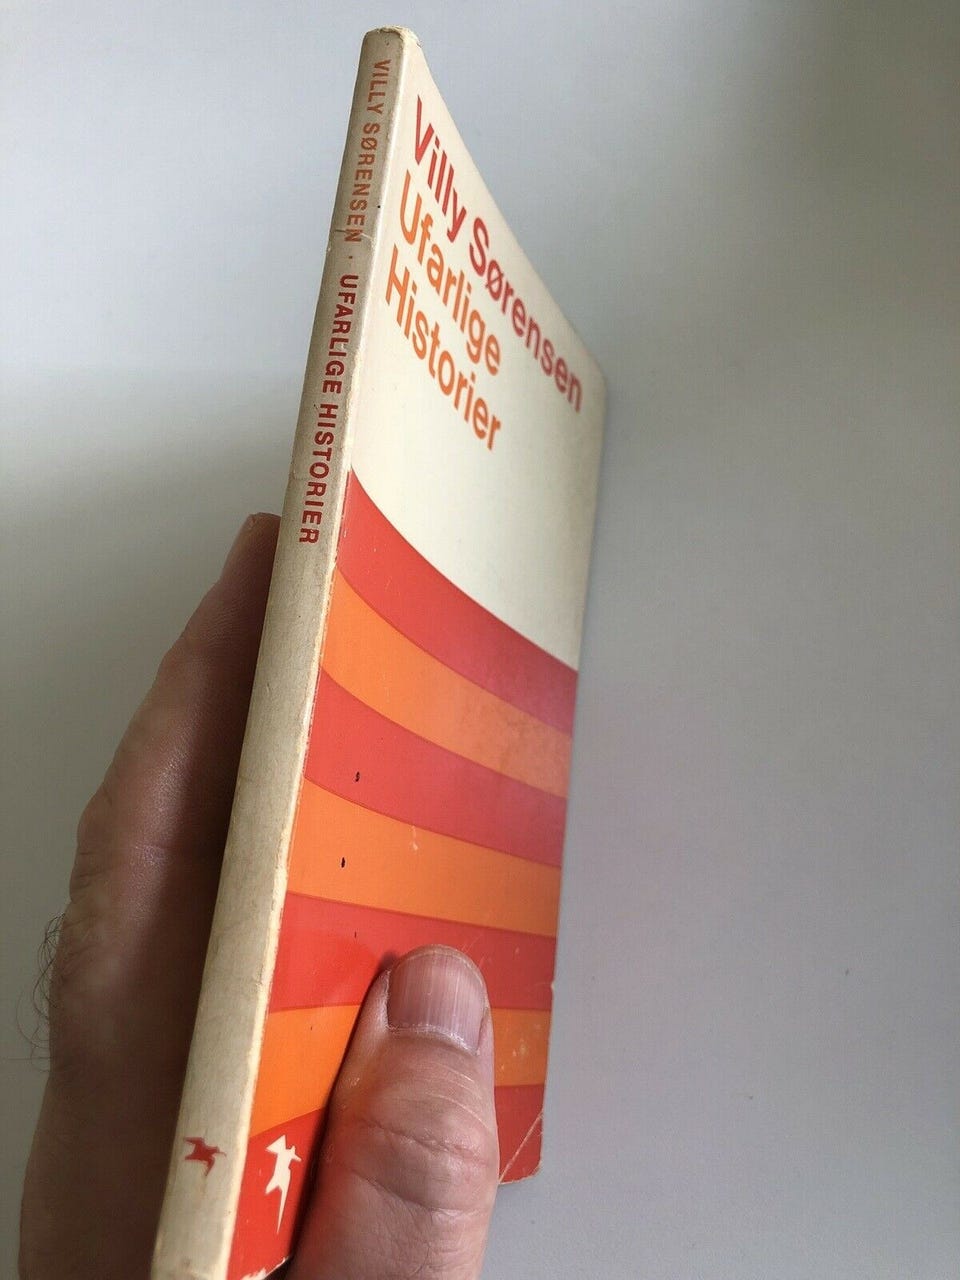 VILLY SØRENSEN · UFARLIGE HISTORIER
Villy Sørensen
Ufarlige
Historier